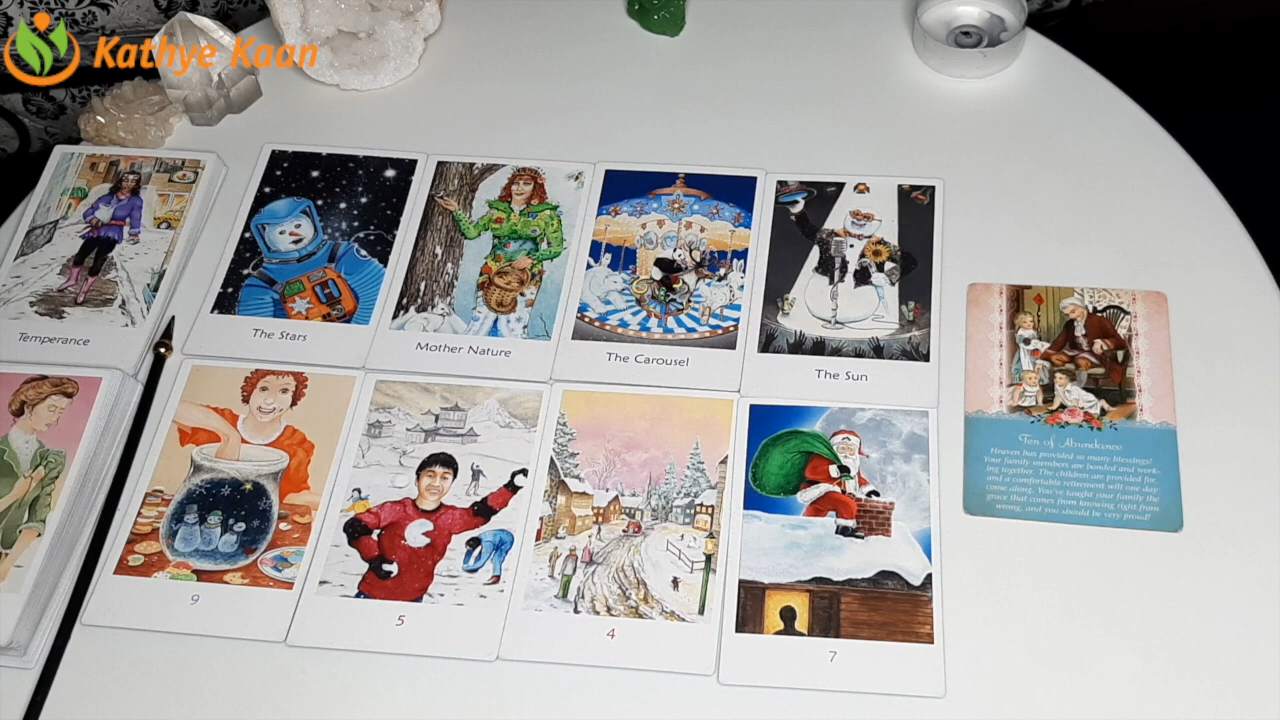 Kathye Kaan
Temperance
The Stars
Mother Nature
The Carousel
The Sun
9
5
4
7
Ten of Abundance
Heaven has provided so many blessings!
Your family members are bonded and work-
ing together. The children are provided for,
and a comfortable retirement will one day
come along. You've taught your family the
grace that comes from knowing right from
wrong, and you should be very proud!